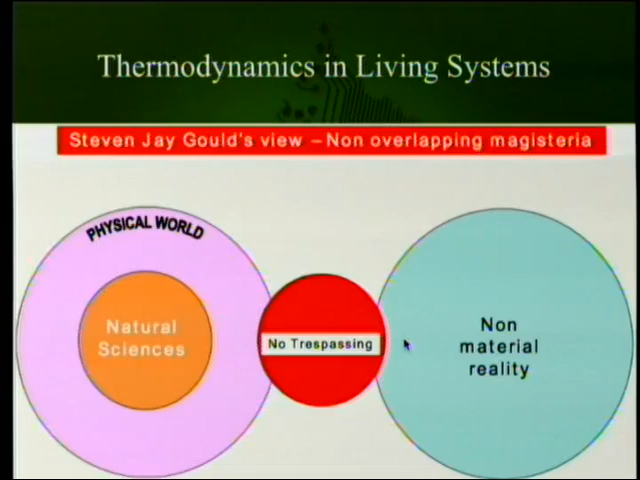 Thermodynamics in Living Systems
Steven Jay Gould's view – Non overlapping magisteria
PHYSICAL WORLD
Natural
Sciences
No Trespassing
Non
material
reality